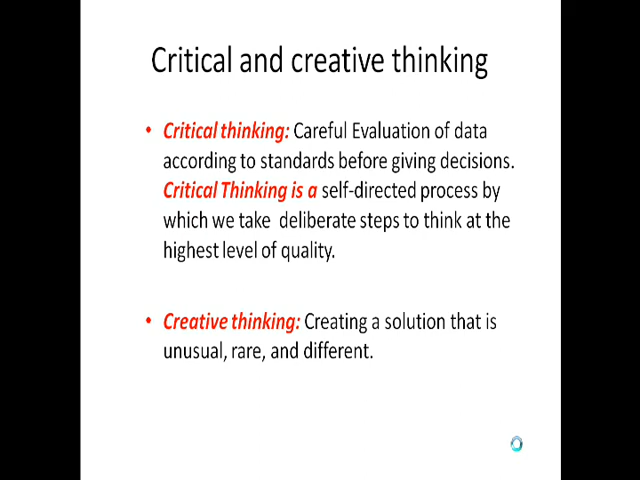 Critical and creative thinking
• Critical thinking: Careful Evaluation of data
according to standards before giving decisions.
Critical Thinking is a self-directed process by
which we take deliberate steps to think at the
highest level of quality.
• Creative thinking: Creating a solution that is
unusual, rare, and different.